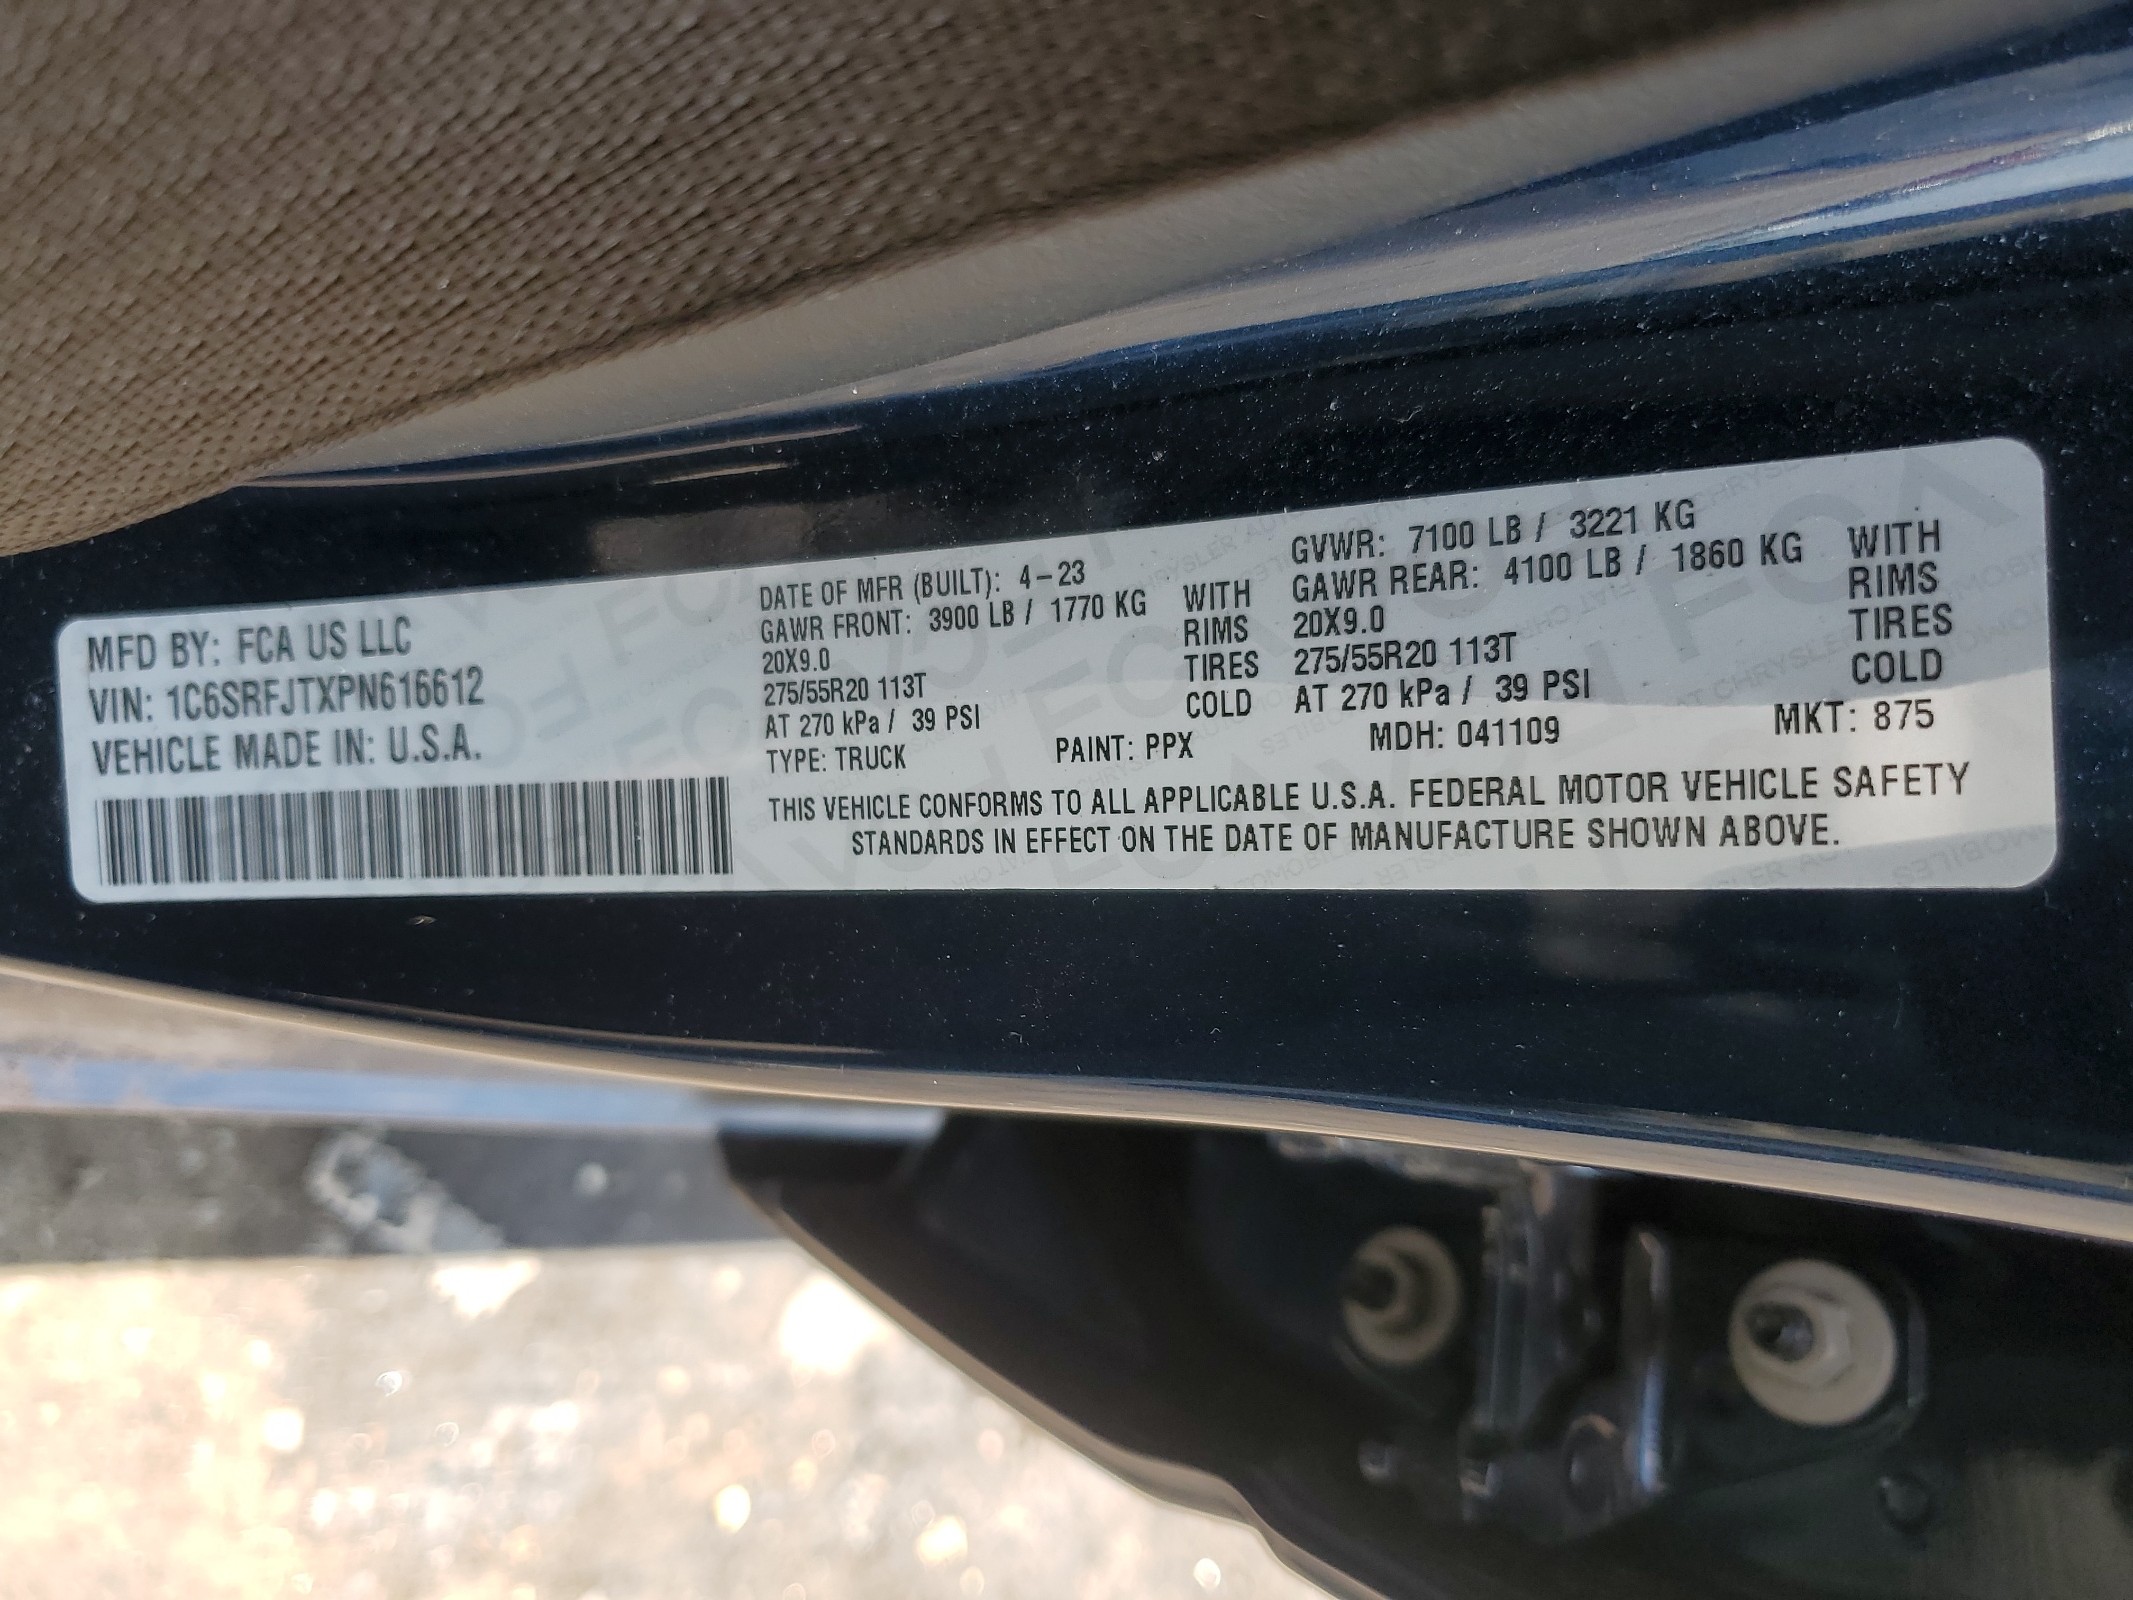 MFD BY: FCA US LLC
VIN: 1C6SRFJTXPN616612
VEHICLE MADE IN: U.S.A.
DATE OF MFR (BUILT): 4-23
GAWR FRONT: 3900 LB / 1770 KG WITH
20X9.0 RIMS
275/55R20 113T TIRES
AT 270 kPa / 39 PSI COLD
GVWR: 7100 LB / 3221 KG
GAWR REAR: 4100 LB / 1860 KG WITH
20X9.0 RIMS
275/55R20 113T TIRES
AT 270 kPa / 39 PSI COLD
TYPE: TRUCK PAINT: PPX MDH: 041109 MKT: 875
THIS VEHICLE CONFORMS TO ALL APPLICABLE U.S.A. FEDERAL MOTOR VEHICLE SAFETY
STANDARDS IN EFFECT ON THE DATE OF MANUFACTURE SHOWN ABOVE.